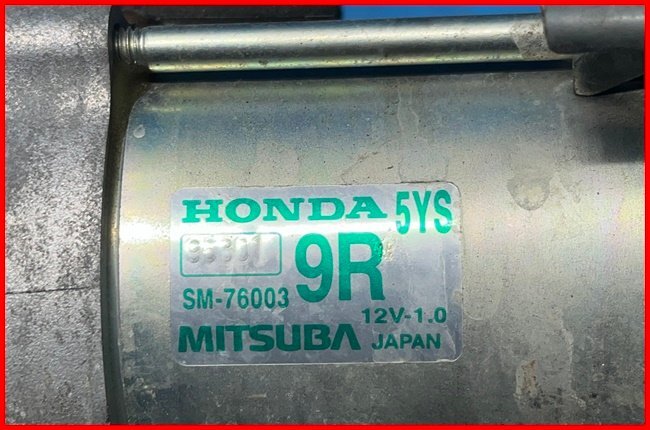 HONDA 5YS
9R
SM-76003
12V-1.0
MITSUBA JAPAN